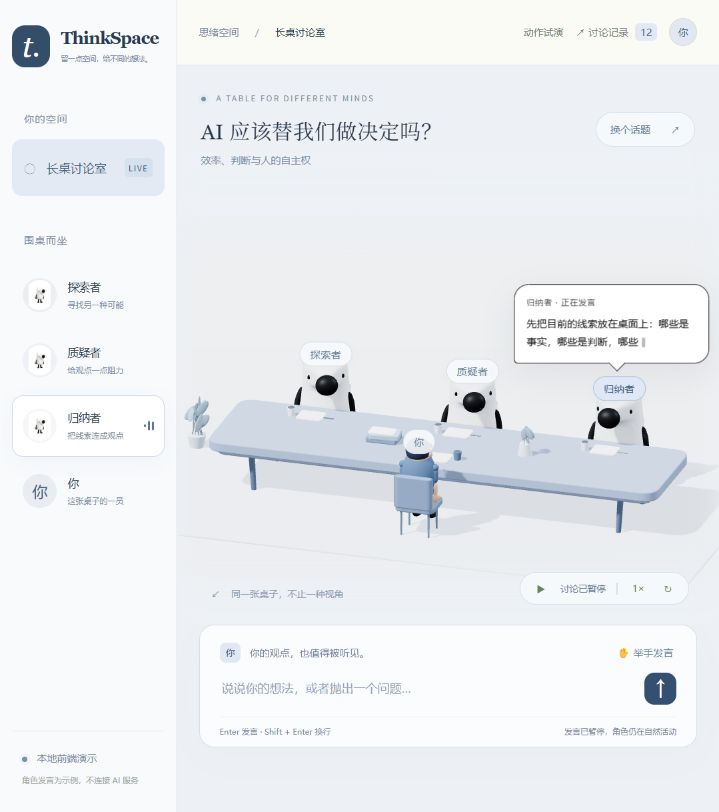 t.
ThinkSpace
留一点空间，给不同的想法。
你的空间
长桌讨论室
LIVE
围桌而坐
探索者
寻找另一种可能
质疑者
给观点一点阻力
归纳者
把线索连成观点
你
你
这张桌子的一员
本地前端演示
角色发言为示例，不连接 AI 服务
思绪空间 / 长桌讨论室
动作试演
↗ 讨论记录 12
你
A TABLE FOR DIFFERENT MINDS
AI 应该替我们做决定吗？
效率、判断与人的自主权
换个话题 ↗
归纳者 · 正在发言
先把目前的线索放在桌面上：哪些是
事实，哪些是判断，哪些
探索者
质疑者
归纳者
你
↙ 同一张桌子，不止一种视角
讨论已暂停
1×
↻
你 你的观点，也值得被听见。
✋ 举手发言
说说你的想法，或者抛出一个问题...
↑
Enter 发言 · Shift + Enter 换行
发言已暂停，角色仍在自然活动